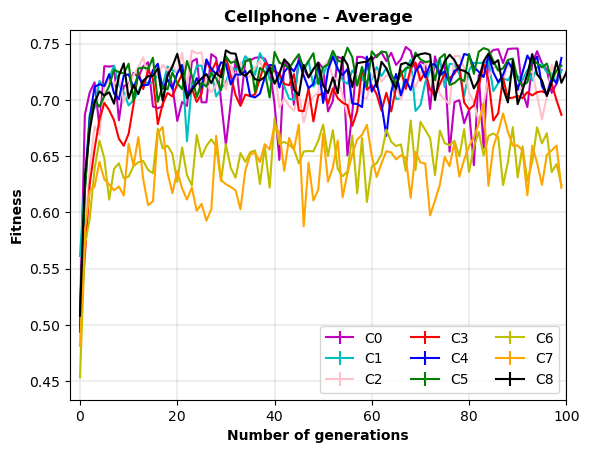 Cellphone - Average
Fitness
0.75
0.70
0.65
0.60
0.55
0.50
0.45
0 20 40 60 80 100
Number of generations
C0 C3 C6
C1 C4 C7
C2 C5 C8